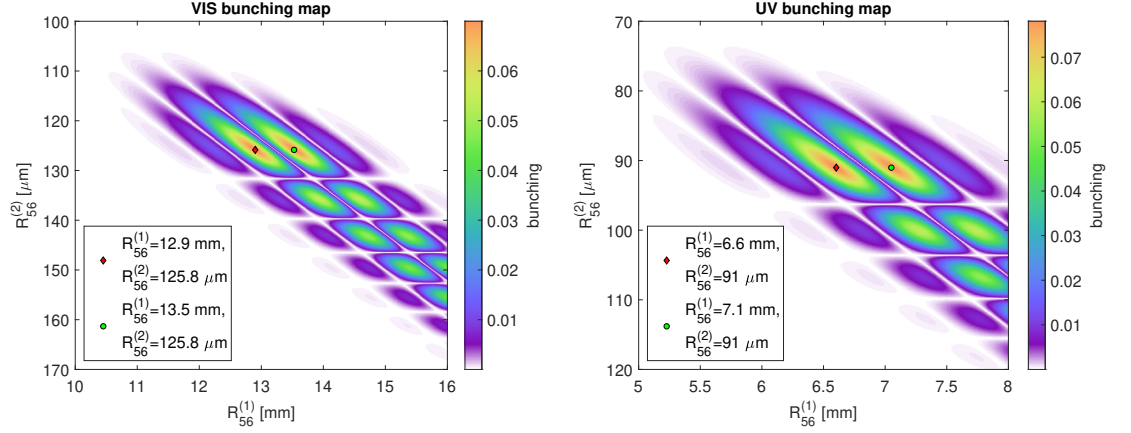 VIS bunching map
100
110
120
130
140
150
160
170
R56(2) [μm]
10
11
12
13
14
15
16
R56(1) [mm]
R56(1)=12.9 mm,
R56(2)=125.8 μm
R56(1)=13.5 mm,
R56(2)=125.8 μm
0.06
0.05
0.04
0.03
0.02
0.01
bunching
UV bunching map
70
80
90
100
110
120
R56(2) [μm]
5
5.5
6
6.5
7
7.5
8
R56(1) [mm]
R56(1)=6.6 mm,
R56(2)=91 μm
R56(1)=7.1 mm,
R56(2)=91 μm
0.07
0.06
0.05
0.04
0.03
0.02
0.01
bunching